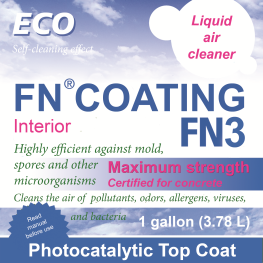 ECO
Self-cleaning effect
Liquid
air
cleaner
FN® COATING
Interior
FN3
Highly efficient against mold,
spores and other
microorganisms
Maximum strength
Certified for concrete
Cleans the air of pollutants, odors, allergens, viruses,
and bacteria
Read
manual
before use
1 gallon (3.78 L)
Photocatalytic Top Coat